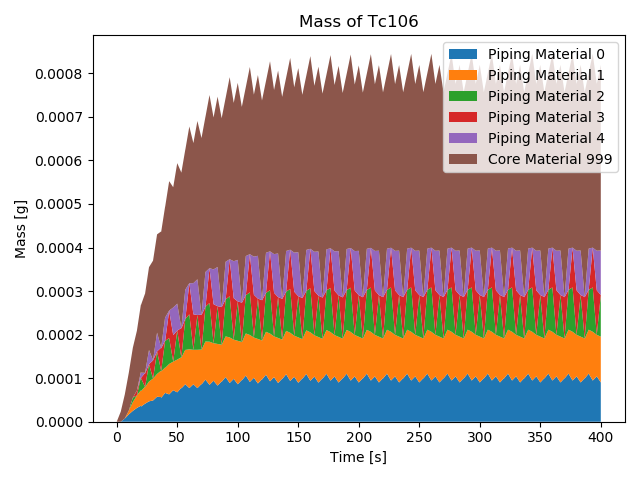 Mass of Tc106
Mass [g]
0.0008
0.0007
0.0006
0.0005
0.0004
0.0003
0.0002
0.0001
0.0000
Piping Material 0
Piping Material 1
Piping Material 2
Piping Material 3
Piping Material 4
Core Material 999
0 50 100 150 200 250 300 350 400
Time [s]